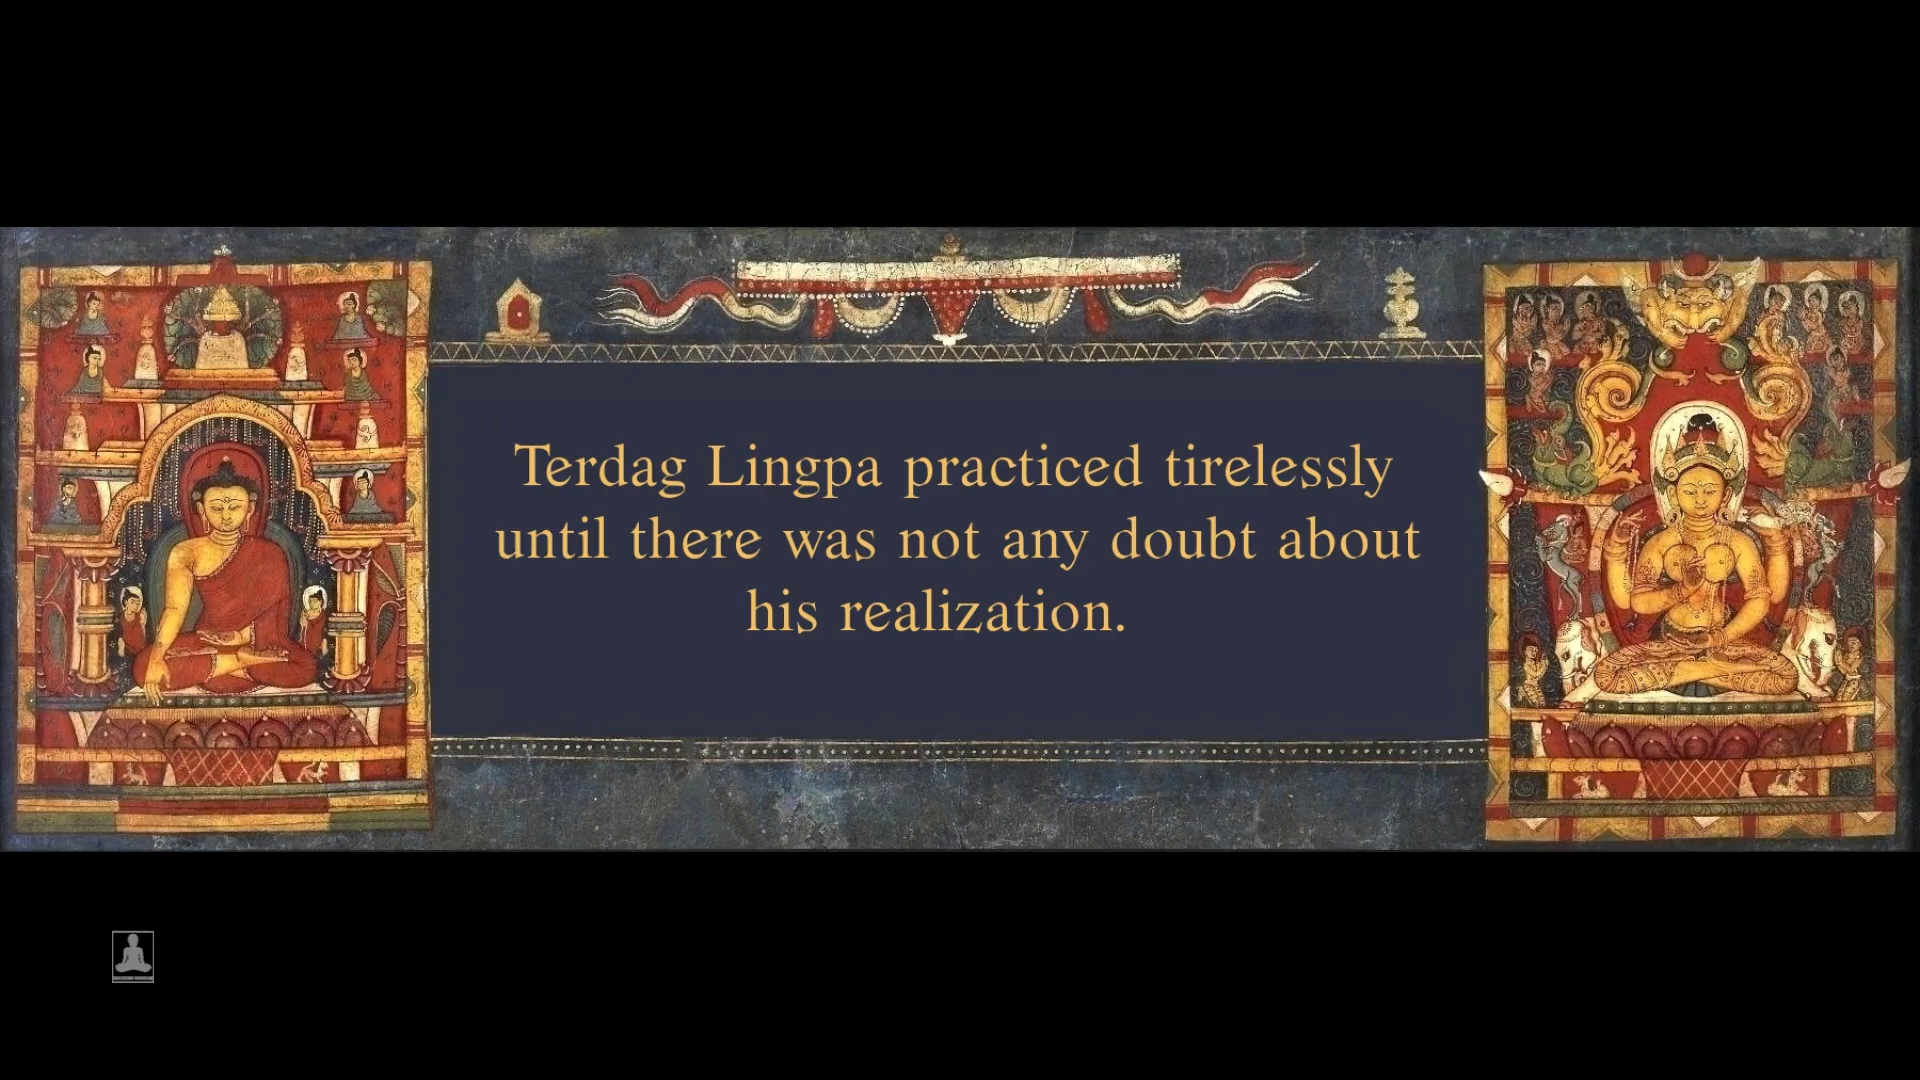 Terdag Lingpa practiced tirelessly
until there was not any doubt about
his realization.